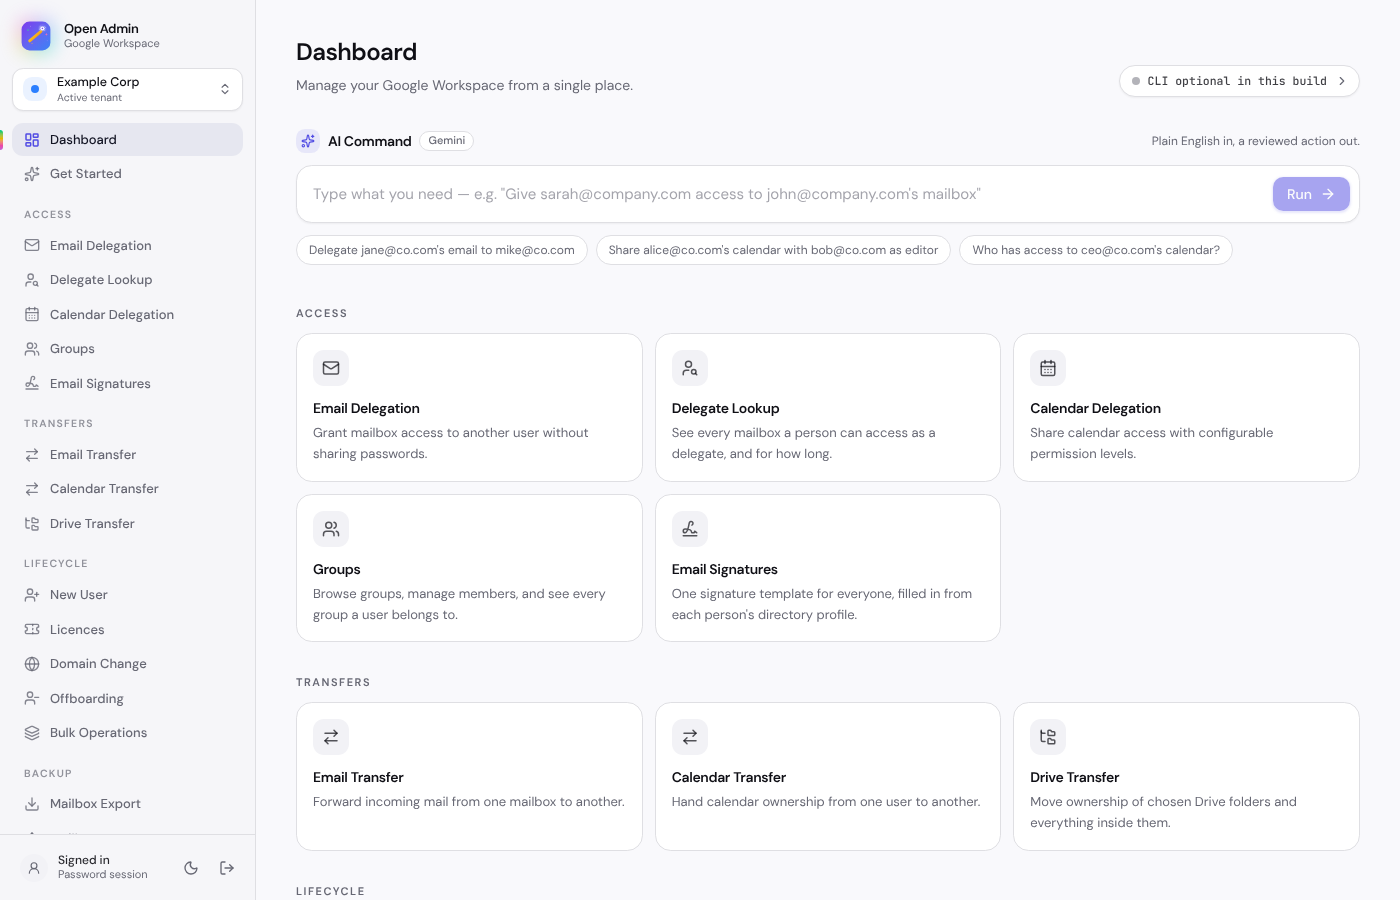 Open Admin
Google Workspace
Example Corp
Active tenant
Dashboard
Get Started
ACCESS
Email Delegation
Delegate Lookup
Calendar Delegation
Groups
Email Signatures
TRANSFERS
Email Transfer
Calendar Transfer
Drive Transfer
LIFECYCLE
New User
Licences
Domain Change
Offboarding
Bulk Operations
BACKUP
Mailbox Export
Signed in
Password session
Dashboard
Manage your Google Workspace from a single place.
CLI optional in this build
AI Command
Gemini
Plain English in, a reviewed action out.
Type what you need — e.g. "Give sarah@company.com access to john@company.com's mailbox"
Run
Delegate jane@co.com's email to mike@co.com
Share alice@co.com's calendar with bob@co.com as editor
Who has access to ceo@co.com's calendar?
ACCESS
Email Delegation
Grant mailbox access to another user without
sharing passwords.
Delegate Lookup
See every mailbox a person can access as a
delegate, and for how long.
Calendar Delegation
Share calendar access with configurable
permission levels.
Groups
Browse groups, manage members, and see every
group a user belongs to.
Email Signatures
One signature template for everyone, filled in from
each person's directory profile.
TRANSFERS
Email Transfer
Forward incoming mail from one mailbox to another.
Calendar Transfer
Hand calendar ownership from one user to another.
Drive Transfer
Move ownership of chosen Drive folders and
everything inside them.
LIFECYCLE